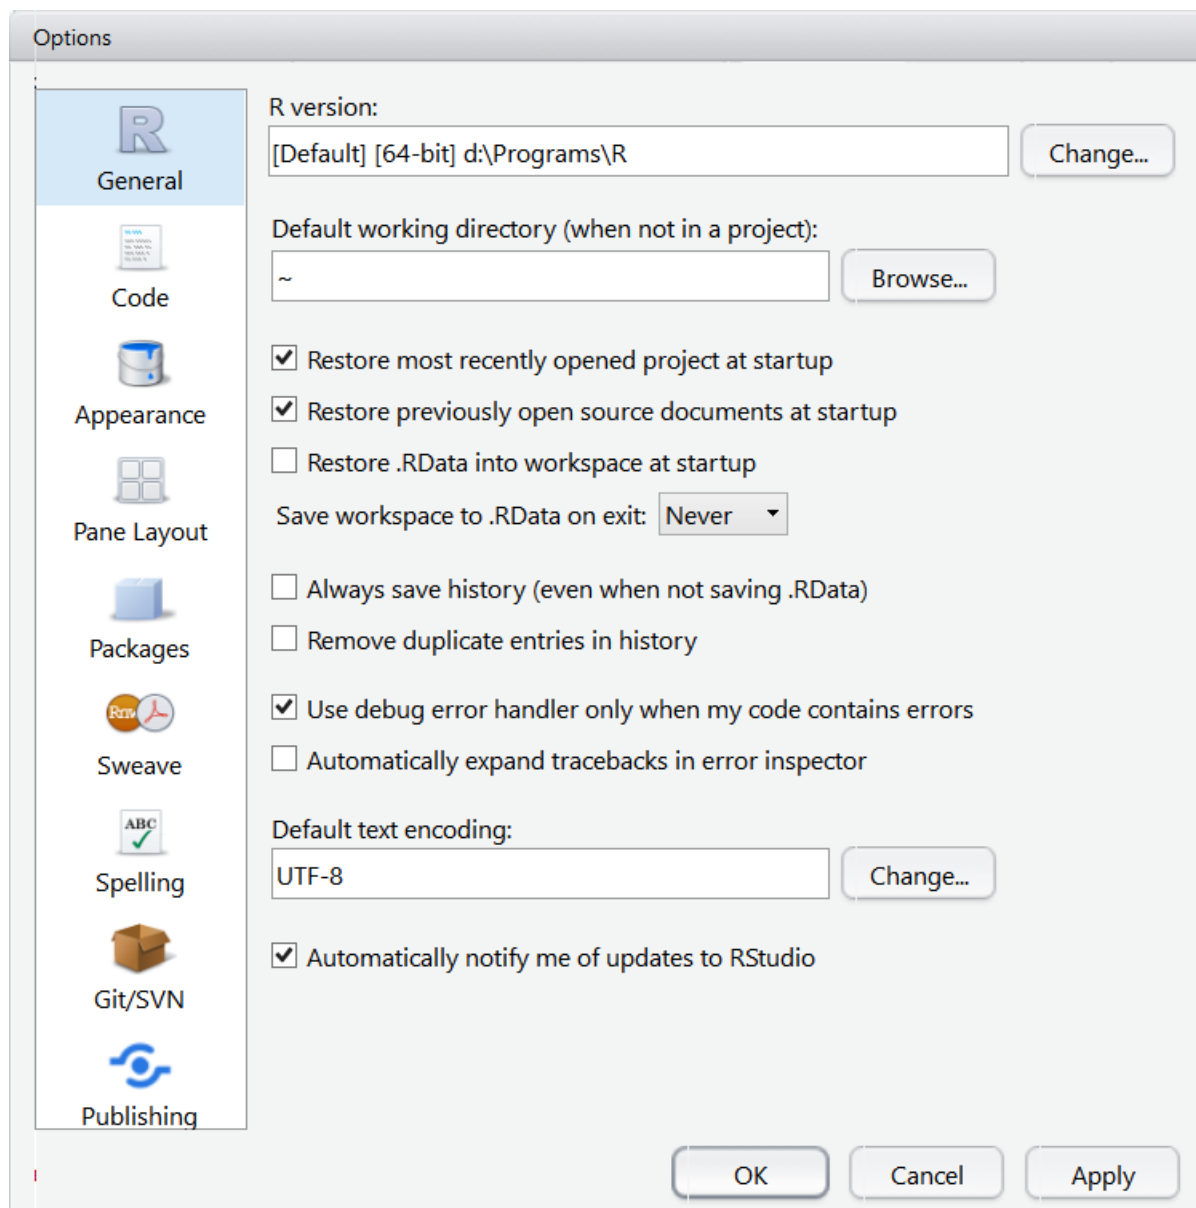 Options
General
Code
Appearance
Pane Layout
Packages
Rnw
Sweave
ABC
Spelling
Git/SVN
Publishing
R version:
[Default] [64-bit] d:\Programs\R
Change...
Default working directory (when not in a project):
~
Browse...
Restore most recently opened project at startup
Restore previously open source documents at startup
Restore .RData into workspace at startup
Save workspace to .RData on exit: Never
Always save history (even when not saving .RData)
Remove duplicate entries in history
Use debug error handler only when my code contains errors
Automatically expand tracebacks in error inspector
Default text encoding:
UTF-8
Change...
Automatically notify me of updates to RStudio
OK
Cancel
Apply